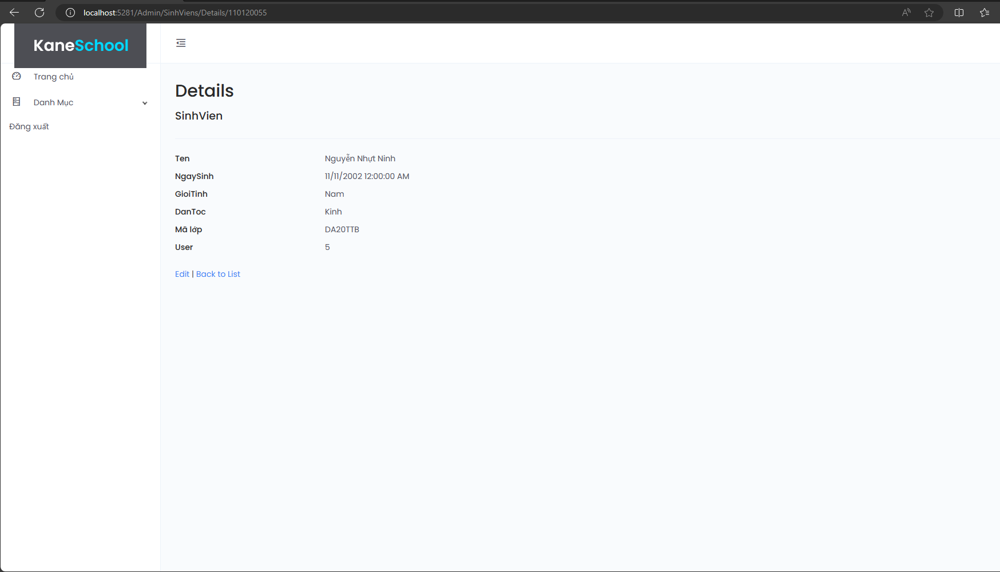 localhost:5281/Admin/SinhViens/Details/110120055
KaneSchool
Trang chủ
Danh Mục
Đăng xuất
Details
SinhVien
Ten Nguyễn Nhựt Ninh
NgaySinh 11/11/2002 12:00:00 AM
GioiTinh Nam
DanToc Kinh
Mã lớp DA20TTB
User 5
Edit | Back to List